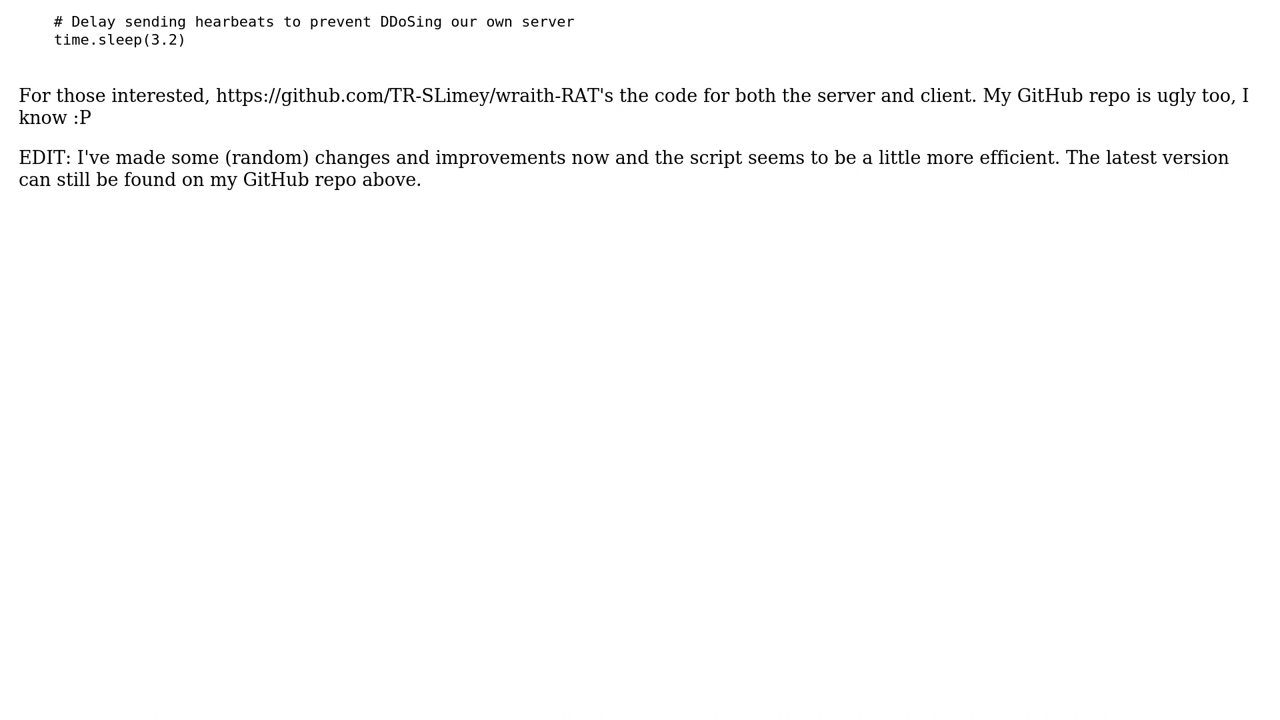 # Delay sending hearbeats to prevent DDoSing our own server
time.sleep(3.2)
For those interested, https://github.com/TR-SLimey/wraith-RAT's the code for both the server and client. My GitHub repo is ugly too, I
know :P
EDIT: I've made some (random) changes and improvements now and the script seems to be a little more efficient. The latest version
can still be found on my GitHub repo above.